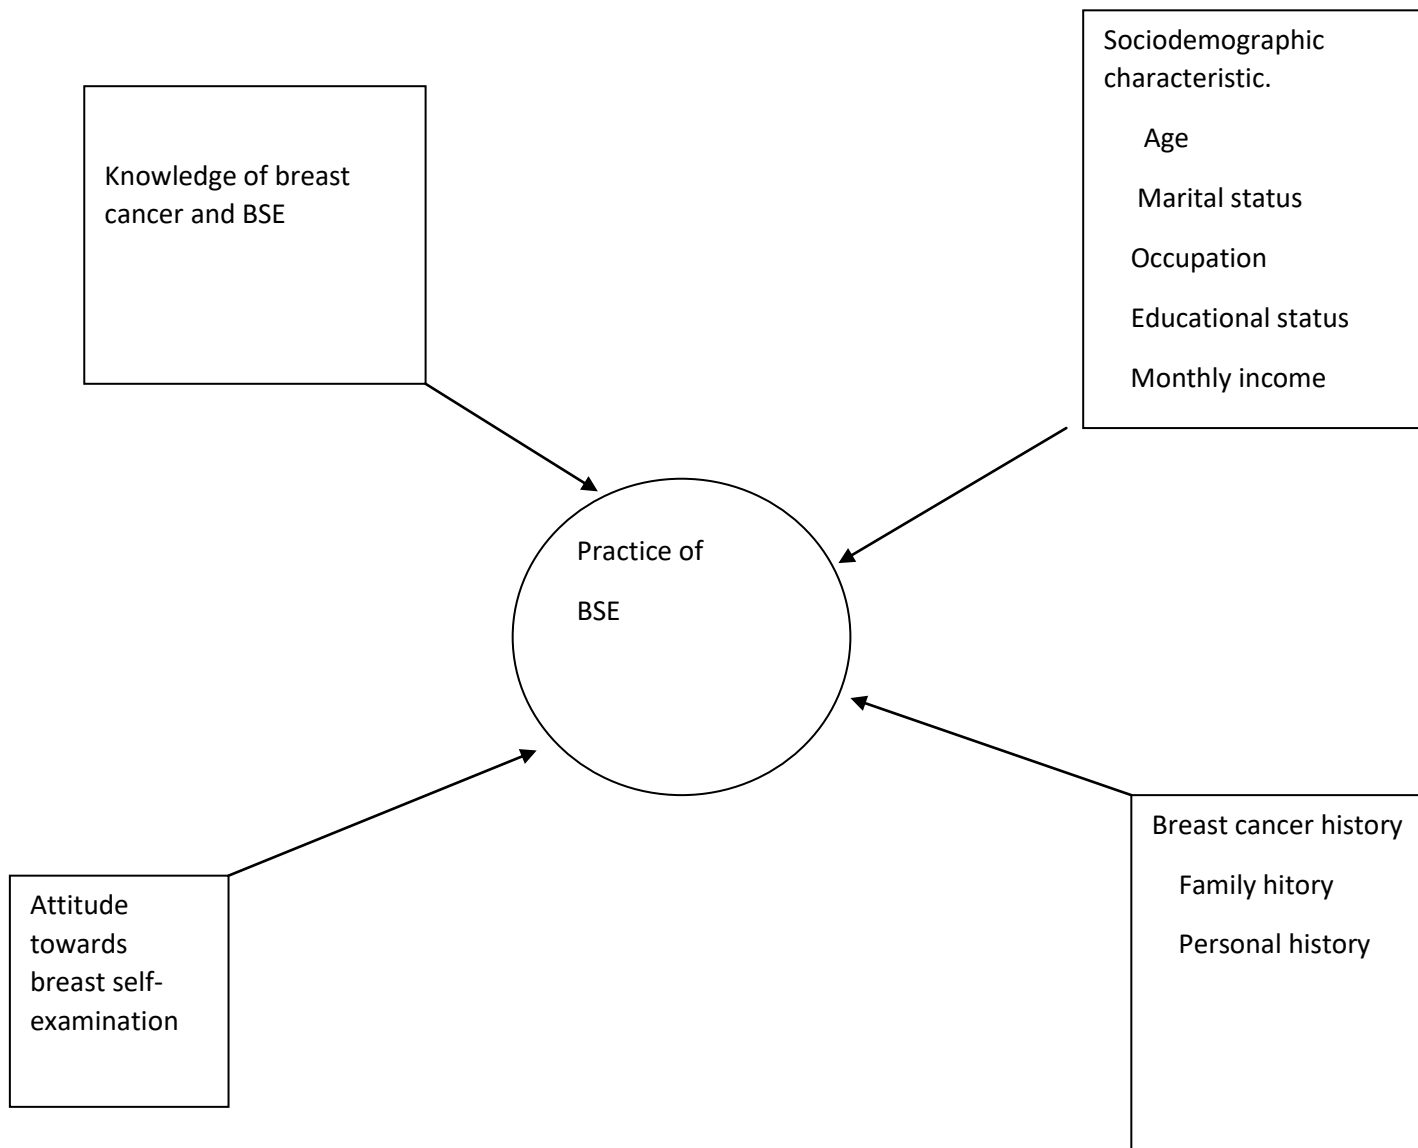 Sociodemographic
characteristic.
Age
Marital status
Occupation
Educational status
Monthly income
Knowledge of breast
cancer and BSE
Practice of
BSE
Breast cancer history
Family hitory
Personal history
Attitude
towards
breast self-
examination